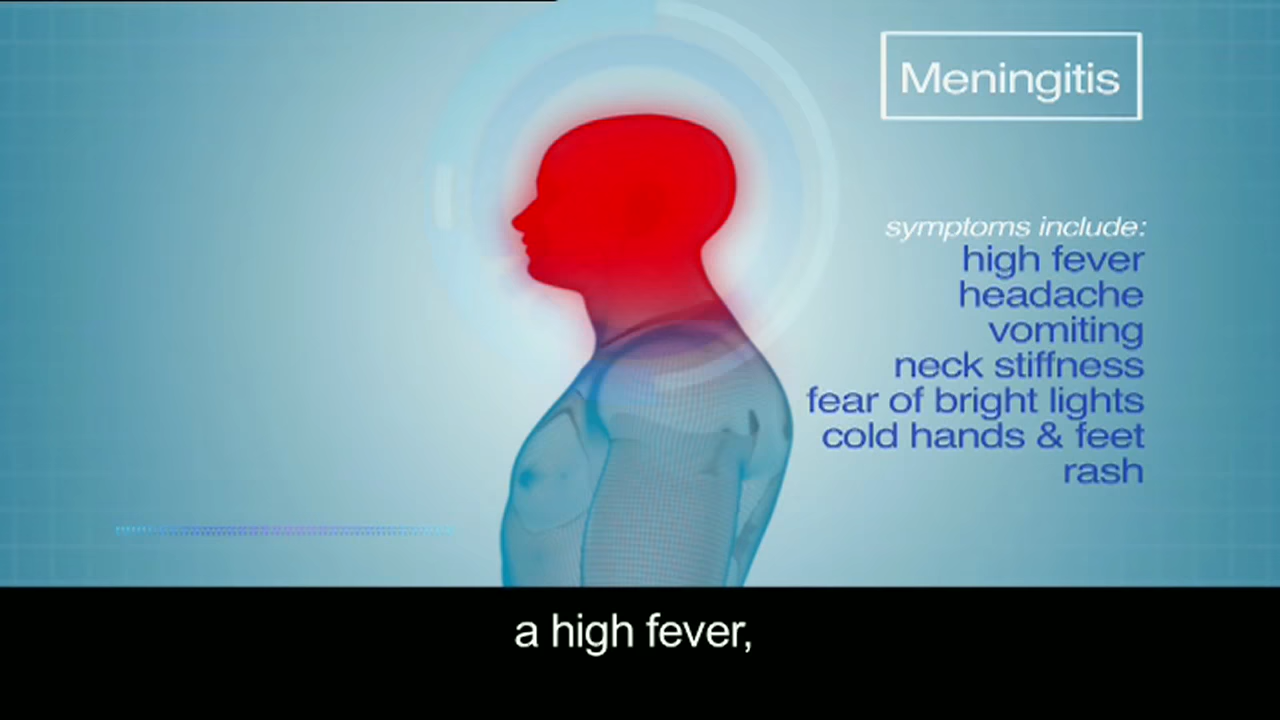 Meningitis
symptoms include:
high fever
headache
vomiting
neck stiffness
fear of bright lights
cold hands & feet
rash
a high fever,